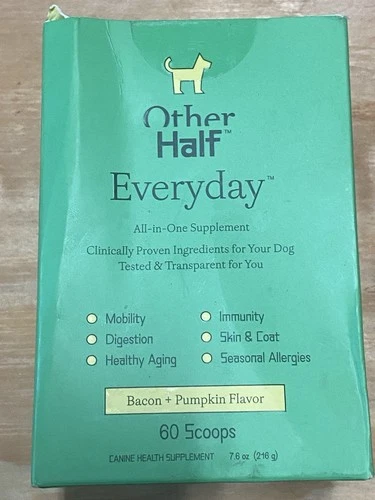 Other
Half™
Everyday™
All-in-One Supplement
Clinically Proven Ingredients for Your Dog
Tested & Transparent for You
Mobility
Immunity
Digestion
Skin & Coat
Healthy Aging
Seasonal Allergies
Bacon + Pumpkin Flavor
60 Scoops
CANINE HEALTH SUPPLEMENT 7.6 oz (216 g)